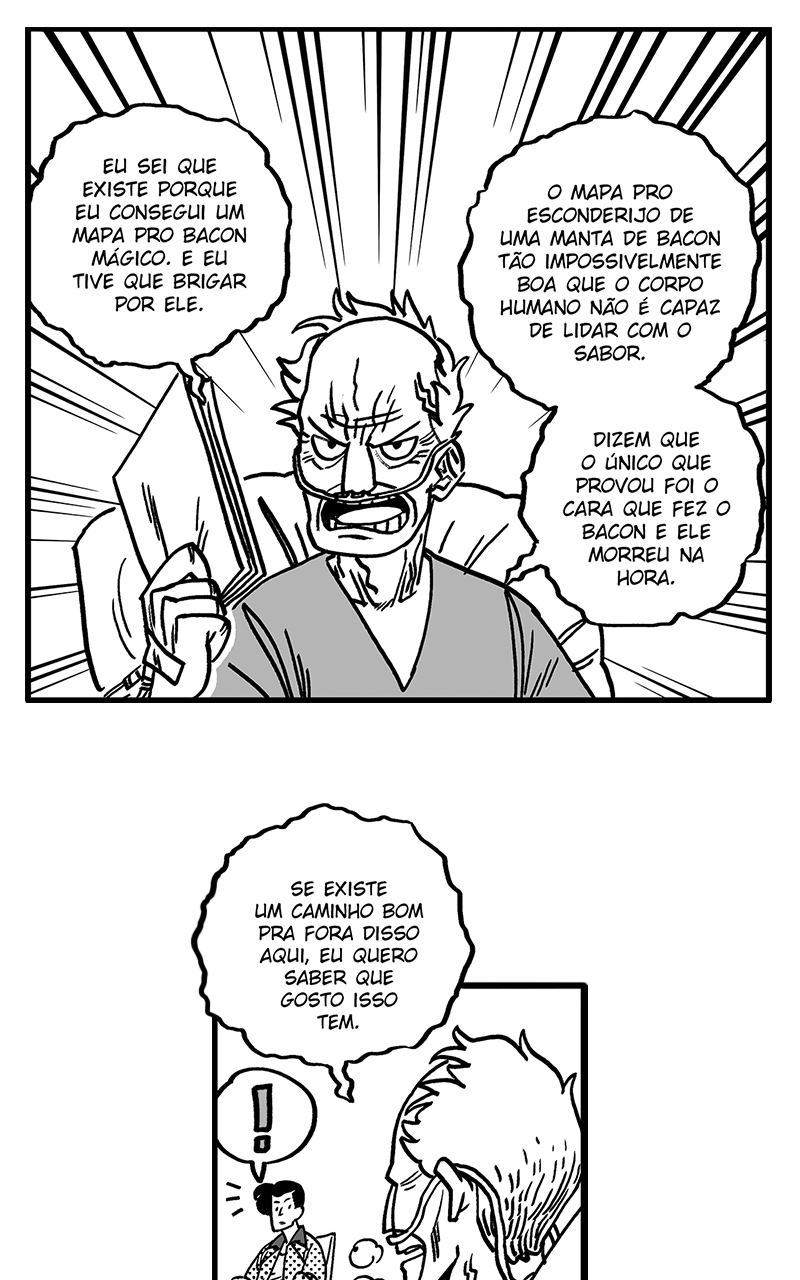 EU SEI QUE
EXISTE PORQUE
EU CONSEGUI UM
MAPA PRO BACON
MÁGICO. E EU
TIVE QUE BRIGAR
POR ELE.
O MAPA PRO
ESCONDERIJO DE
UMA MANTA DE BACON
TÃO IMPOSSIVELMENTE
BOA QUE O CORPO
HUMANO NÃO É CAPAZ
DE LIDAR COM O
SABOR.
DIZEM QUE
O ÚNICO QUE
PROVOU FOI O
CARA QUE FEZ O
BACON E ELE
MORREU NA
HORA.
SE EXISTE
UM CAMINHO BOM
PRA FORA DISSO
AQUI, EU QUERO
SABER QUE
GOSTO ISSO
TEM.
!